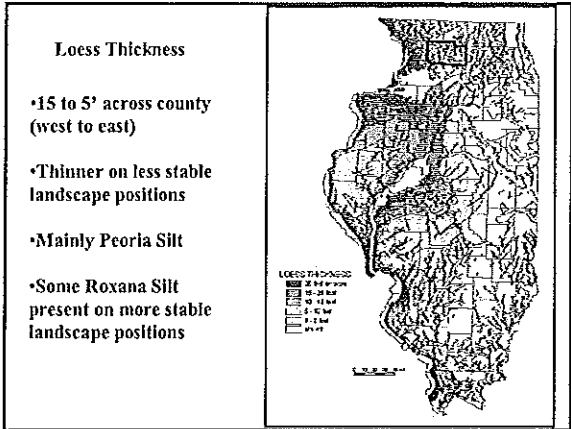 Loess Thickness
•15 to 5' across county
(west to east)
•Thinner on less stable
landscape positions
•Mainly Peoria Silt
•Some Roxana Silt
present on more stable
landscape positions
LOESS THICKNESS